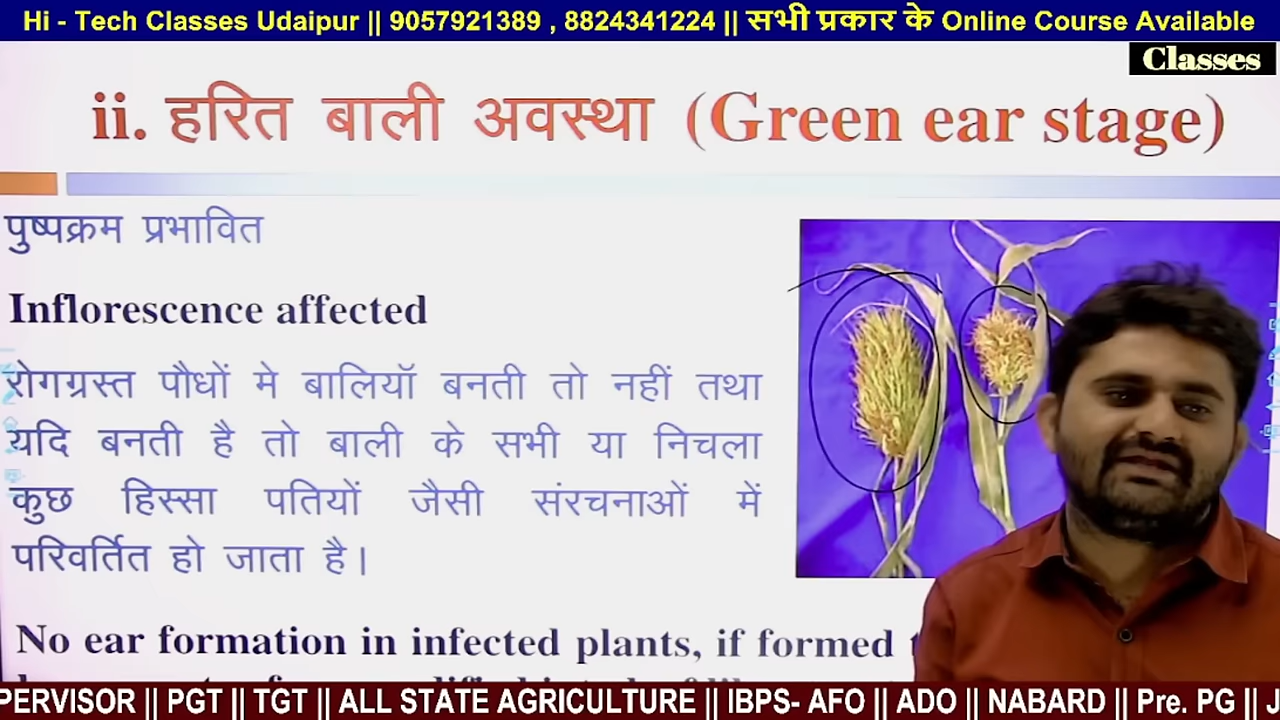 Hi - Tech Classes Udaipur || 9057921389 , 8824341224 || सभी प्रकार के Online Course Available
Classes
ii. हरित बाली अवस्था (Green ear stage)
पुष्पक्रम प्रभावित
Inflorescence affected
रोगग्रस्त पौधों मे बालियॉ बनती तो नहीं तथा
यदि बनती है तो बाली के सभी या निचला
कुछ हिस्सा पतियों जैसी संरचनाओं में
परिवर्तित हो जाता है।
No ear formation in infected plants, if formed
PERVISOR || PGT || TGT || ALL STATE AGRICULTURE || IBPS- AFO || ADO || NABARD || Pre. PG || J